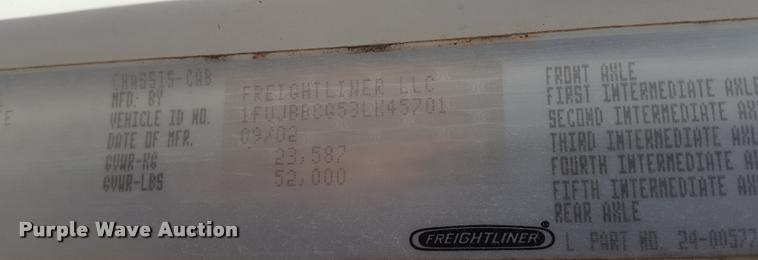 CHASSIS-CAB
MFD. BY FREIGHTLINER LLC
VEHICLE ID NO. 1FUJBBCG53LK45701
DATE OF MFR. 09/02
GVWR-KG 23,587
GVWR-LBS 52,000
E
FRONT AXLE
FIRST INTERMEDIATE AXLE
SECOND INTERMEDIATE AXL
THIRD INTERMEDIATE AXL
FOURTH INTERMEDIATE AX
FIFTH INTERMEDIATE AX
REAR AXLE
FREIGHTLINER®
L PART NO. 24-00577
Purple Wave Auction